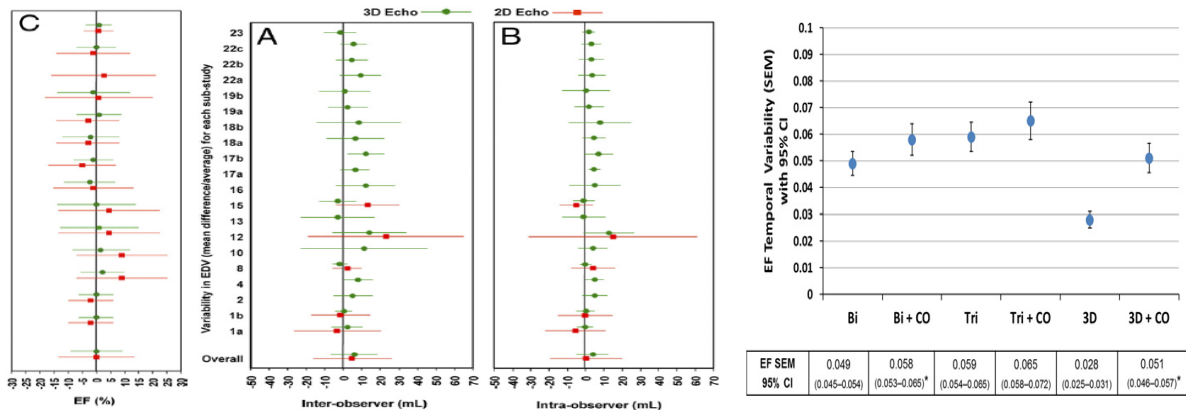 3D Echo
2D Echo
C
-30 -25 -20 -15 -10 -5 0 5 10 15 20 25 30
EF (%)
Variability in EDV (mean difference/average) for each sub-study
A
23
22c
22b
22a
19b
19a
18b
18a
17b
17a
16
15
13
12
10
8
4
2
1b
1a
Overall
-50 -40 -30 -20 -10 0 10 20 30 40 50 60 70
Inter-observer (mL)
B
-50 -40 -30 -20 -10 0 10 20 30 40 50 60 70
Intra-observer (mL)
EF Temporal Variability (SEM)
with 95% CI
0.1
0.09
0.08
0.07
0.06
0.05
0.04
0.03
0.02
0.01
0
Bi Bi + CO Tri Tri + CO 3D 3D + CO
EF SEM 0.049 0.058 0.059 0.065 0.028 0.051
95% CI (0.045–0.054) (0.053–0.065)* (0.054–0.065) (0.058–0.072) (0.025–0.031) (0.046–0.057)*